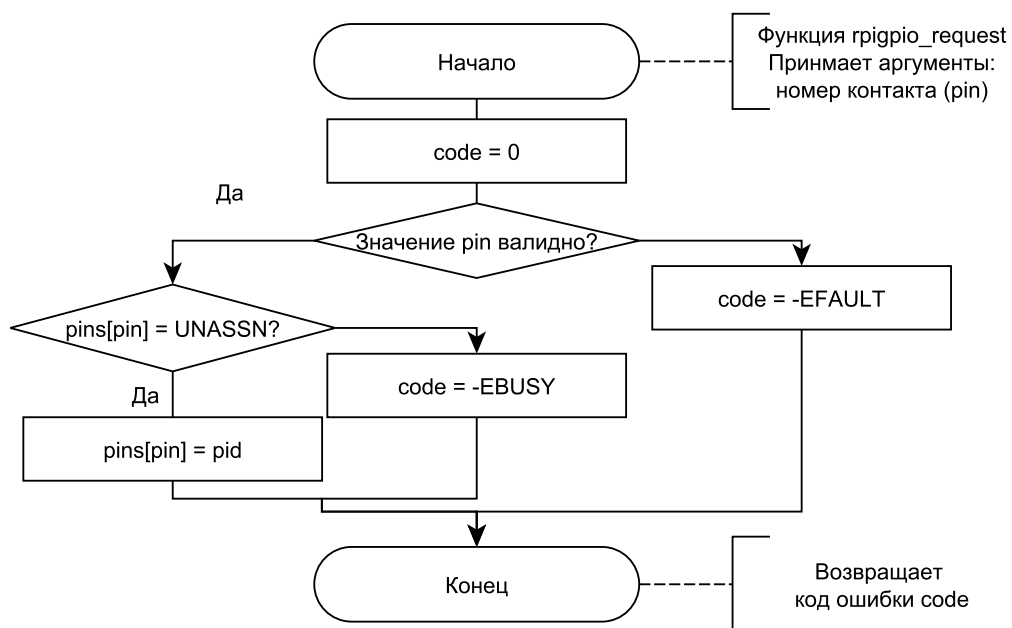 Начало
Функция rpigpio_request
Принмает аргументы:
номер контакта (pin)
code = 0
Да
Значение pin валидно?
code = -EFAULT
pins[pin] = UNASSN?
code = -EBUSY
Да
pins[pin] = pid
Конец
Возвращает
код ошибки code